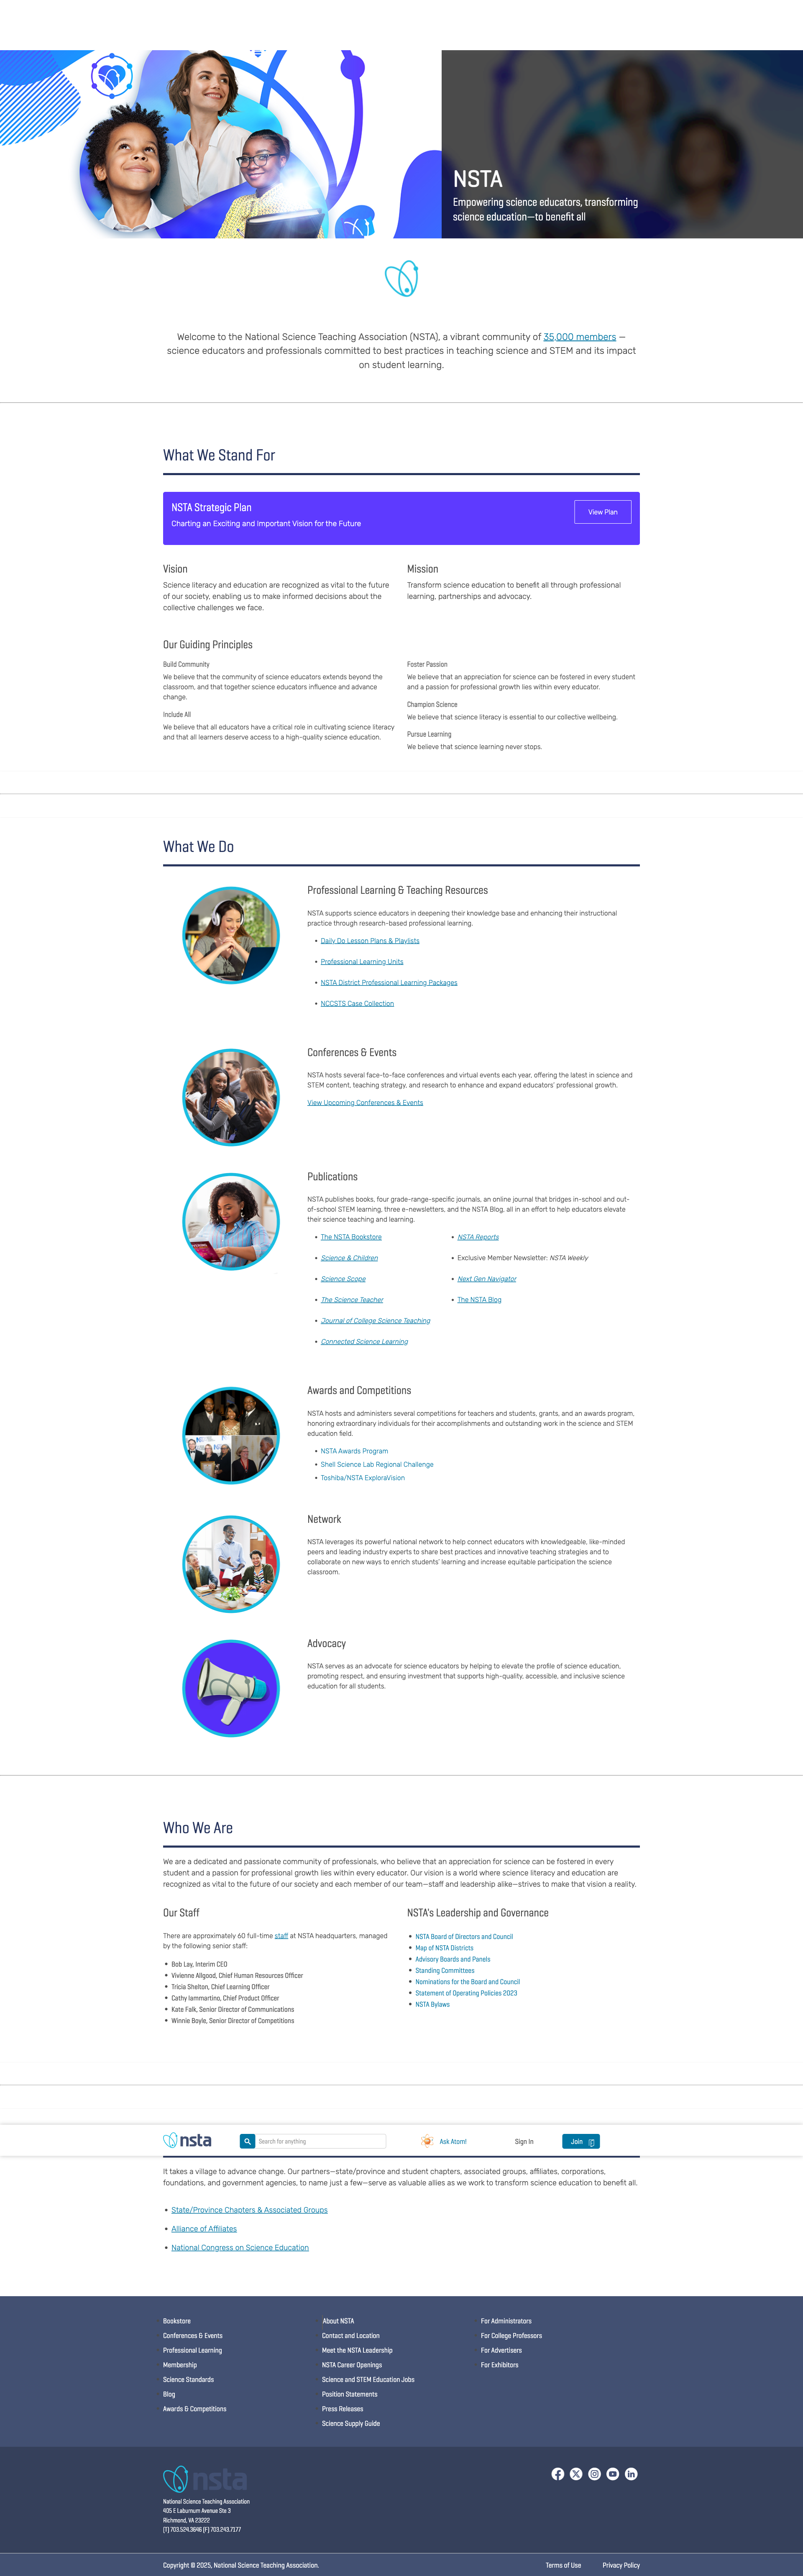 NSTA
Empowering science educators, transforming
science education—to benefit all
Welcome to the National Science Teaching Association (NSTA), a vibrant community of 35,000 members —
science educators and professionals committed to best practices in teaching science and STEM and its impact
on student learning.
What We Stand For
NSTA Strategic Plan
Charting an Exciting and Important Vision for the Future
View Plan
Vision
Science literacy and education are recognized as vital to the future
of our society, enabling us to make informed decisions about the
collective challenges we face.
Mission
Transform science education to benefit all through professional
learning, partnerships and advocacy.
Our Guiding Principles
Build Community
We believe that the community of science educators extends beyond the
classroom, and that together science educators influence and advance
change.
Include All
We believe that all educators have a critical role in cultivating science literacy
and that all learners deserve access to a high-quality science education.
Foster Passion
We believe that an appreciation for science can be fostered in every student
and a passion for professional growth lies within every educator.
Champion Science
We believe that science literacy is essential to our collective wellbeing.
Pursue Learning
We believe that science learning never stops.
What We Do
Professional Learning & Teaching Resources
NSTA supports science educators in deepening their knowledge base and enhancing their instructional
practice through research-based professional learning.
Daily Do Lesson Plans & Playlists
Professional Learning Units
NSTA District Professional Learning Packages
NCCSTS Case Collection
Conferences & Events
NSTA hosts several face-to-face conferences and virtual events each year, offering the latest in science and
STEM content, teaching strategy, and research to enhance and expand educators' professional growth.
View Upcoming Conferences & Events
Publications
NSTA publishes books, four grade-range-specific journals, an online journal that bridges in-school and out-
of-school STEM learning, three e-newsletters, and the NSTA Blog, all in an effort to help educators elevate
their science teaching and learning.
The NSTA Bookstore
Science & Children
Science Scope
The Science Teacher
Journal of College Science Teaching
Connected Science Learning
NSTA Reports
Exclusive Member Newsletter: NSTA Weekly
Next Gen Navigator
The NSTA Blog
Awards and Competitions
NSTA hosts and administers several competitions for teachers and students, grants, and an awards program,
honoring extraordinary individuals for their accomplishments and outstanding work in the science and STEM
education field.
NSTA Awards Program
Shell Science Lab Regional Challenge
Toshiba/NSTA ExploraVision
Network
NSTA leverages its powerful national network to help connect educators with knowledgeable, like-minded
peers and leading industry experts to share best practices and innovative teaching strategies and to
collaborate on new ways to enrich students' learning and increase equitable participation the science
classroom.
Advocacy
NSTA serves as an advocate for science educators by helping to elevate the profile of science education,
promoting respect, and ensuring investment that supports high-quality, accessible, and inclusive science
education for all students.
Who We Are
We are a dedicated and passionate community of professionals, who believe that an appreciation for science can be fostered in every
student and a passion for professional growth lies within every educator. Our vision is a world where science literacy and education are
recognized as vital to the future of our society and each member of our team—staff and leadership alike—strives to make that vision a reality.
Our Staff
There are approximately 60 full-time staff at NSTA headquarters, managed
by the following senior staff:
Bob Lay, Interim CEO
Vivienne Allgood, Chief Human Resources Officer
Tricia Shelton, Chief Learning Officer
Cathy Iammartino, Chief Product Officer
Kate Falk, Senior Director of Communications
Winnie Boyle, Senior Director of Competitions
NSTA's Leadership and Governance
NSTA Board of Directors and Council
Map of NSTA Districts
Advisory Boards and Panels
Standing Committees
Nominations for the Board and Council
Statement of Operating Policies 2023
NSTA Bylaws
nsta
Search for anything
Ask Atom!
Sign In
Join
It takes a village to advance change. Our partners—state/province and student chapters, associated groups, affiliates, corporations,
foundations, and government agencies, to name just a few—serve as valuable allies as we work to transform science education to benefit all.
State/Province Chapters & Associated Groups
Alliance of Affiliates
National Congress on Science Education
Bookstore
Conferences & Events
Professional Learning
Membership
Science Standards
Blog
Awards & Competitions
About NSTA
Contact and Location
Meet the NSTA Leadership
NSTA Career Openings
Science and STEM Education Jobs
Position Statements
Press Releases
Science Supply Guide
For Administrators
For College Professors
For Advertisers
For Exhibitors
nsta
National Science Teaching Association
405 E Laburnum Avenue Ste 3
Richmond, VA 23222
(T) 703.524.3646 (F) 703.243.7177
Copyright © 2025, National Science Teaching Association.
Terms of Use
Privacy Policy